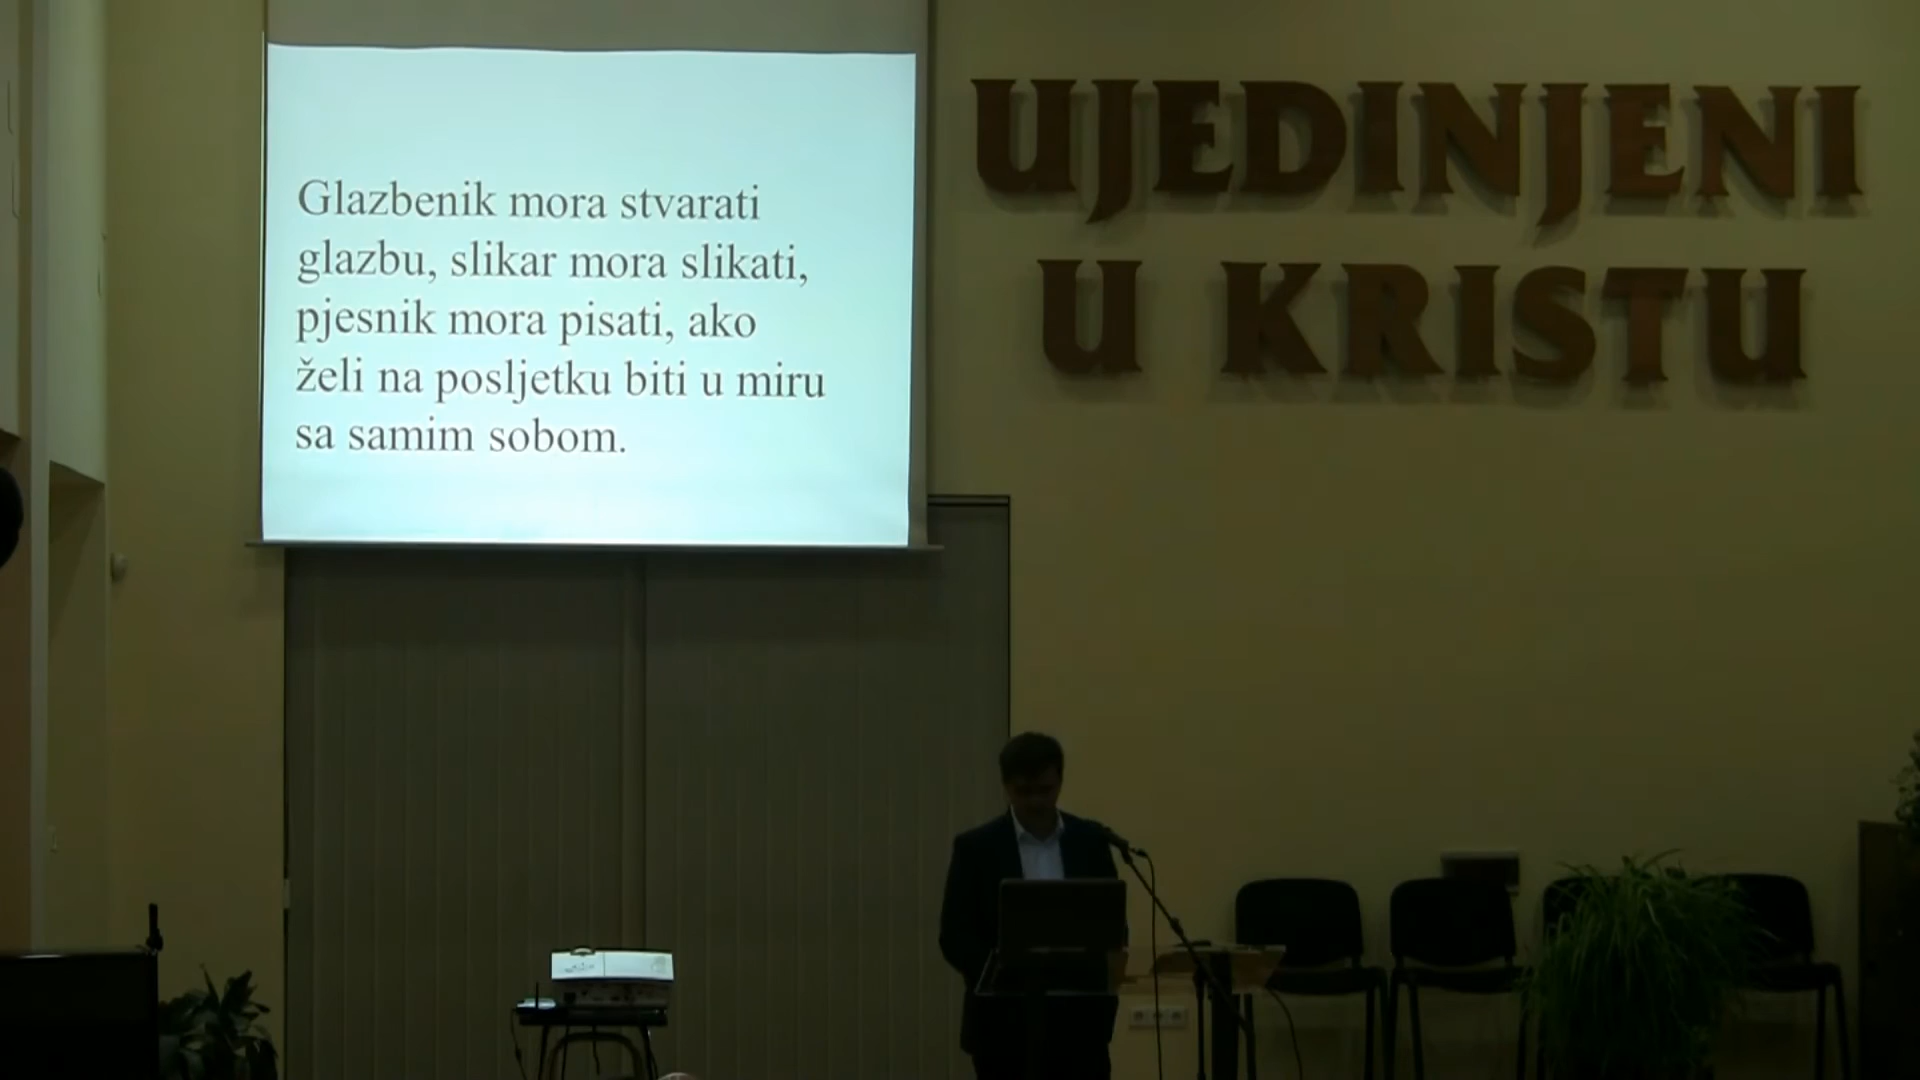 Glazbenik mora stvarati
glazbu, slikar mora slikati,
pjesnik mora pisati, ako
želi na posljetku biti u miru
sa samim sobom.
UJEDINJENI
U KRISTU